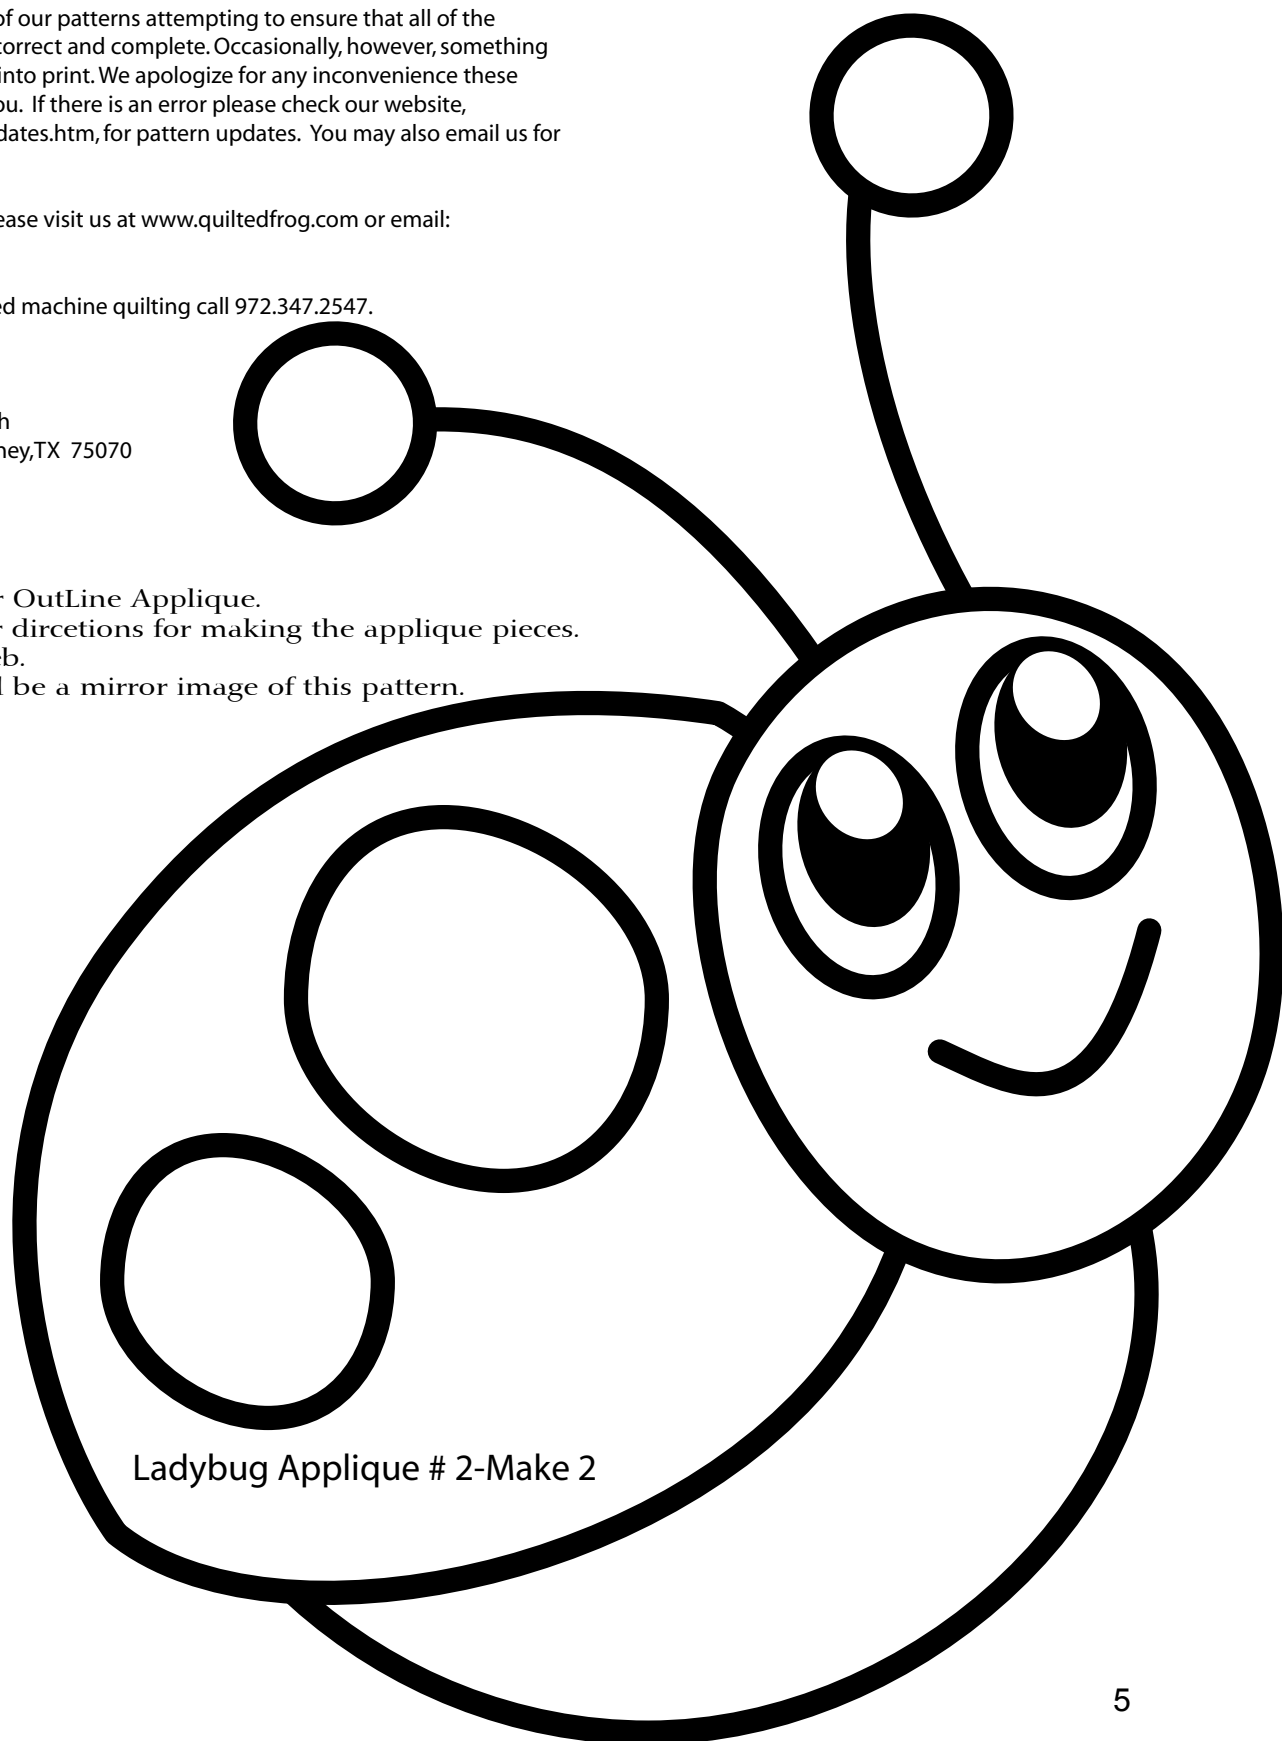 of our patterns attempting to ensure that all of the
correct and complete. Occasionally, however, something
into print. We apologize for any inconvenience these
ou. If there is an error please check our website,
dates.htm, for pattern updates. You may also email us for
ease visit us at www.quiltedfrog.com or email:
ed machine quilting call 972.347.2547.
h
ney,TX 75070
r OutLine Applique.
r dircetions for making the applique pieces.
eb.
l be a mirror image of this pattern.
Ladybug Applique # 2-Make 2
5